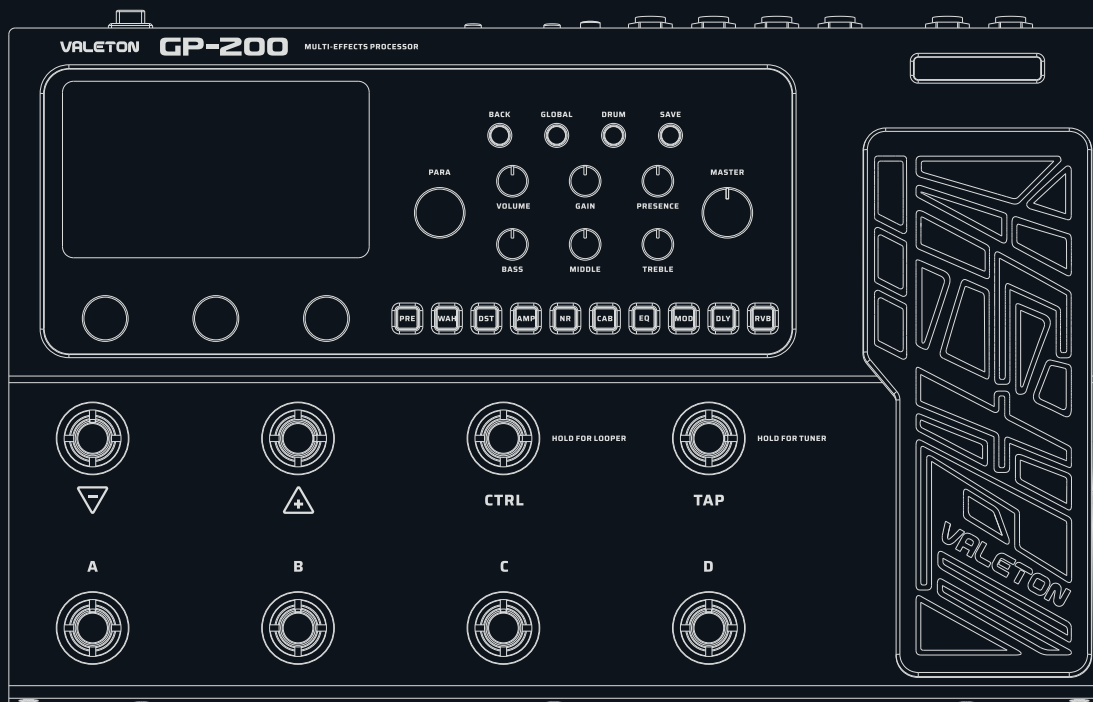 VALETON GP-200 MULTI-EFFECTS PROCESSOR
BACK GLOBAL DRUM SAVE
PARA MASTER
VOLUME GAIN PRESENCE
BASS MIDDLE TREBLE
PRE WAH DST AMP NR CAB EQ MOD DLY RVB
HOLD FOR LOOPER HOLD FOR TUNER
- + CTRL TAP
VALETON
A B C D